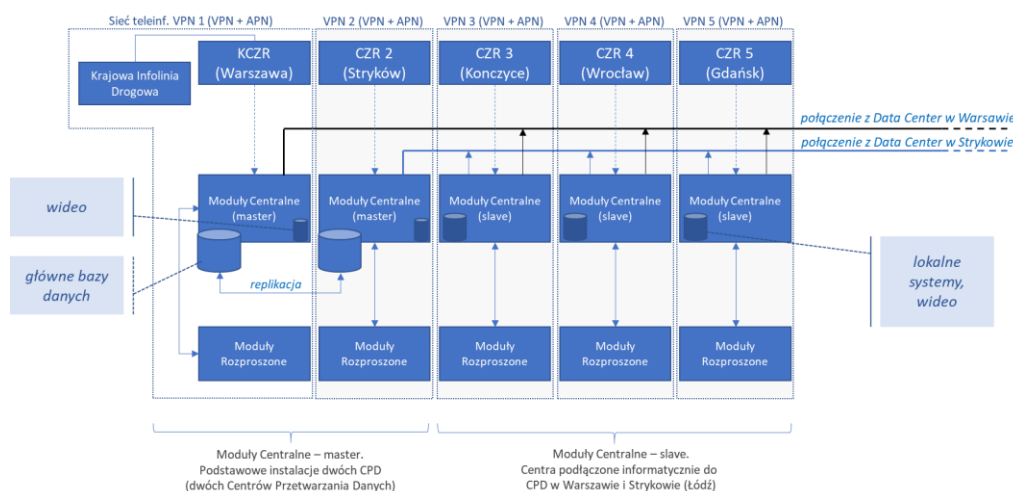 Sieć teleinf. VPN 1 (VPN + APN)
VPN 2 (VPN + APN)
VPN 3 (VPN + APN)
VPN 4 (VPN + APN)
VPN 5 (VPN + APN)
Krajowa Infolinia
Drogowa
KCZR
(Warszawa)
CZR 2
(Stryków)
CZR 3
(Konczyce)
CZR 4
(Wrocław)
CZR 5
(Gdańsk)
połączenie z Data Center w Warsawie
połączenie z Data Center w Strykowie
wideo
Moduły Centralne
(master)
Moduły Centralne
(master)
Moduły Centralne
(slave)
Moduły Centralne
(slave)
Moduły Centralne
(slave)
główne bazy
danych
replikacja
lokalne
systemy,
wideo
Moduły
Rozproszone
Moduły
Rozproszone
Moduły
Rozproszone
Moduły
Rozproszone
Moduły
Rozproszone
Moduły Centralne – master.
Podstawowe instalacje dwóch CPD
(dwóch Centrów Przetwarzania Danych)
Moduły Centralne – slave.
Centra podłączone informatycznie do
CPD w Warszawie i Strykowie (Łódź)